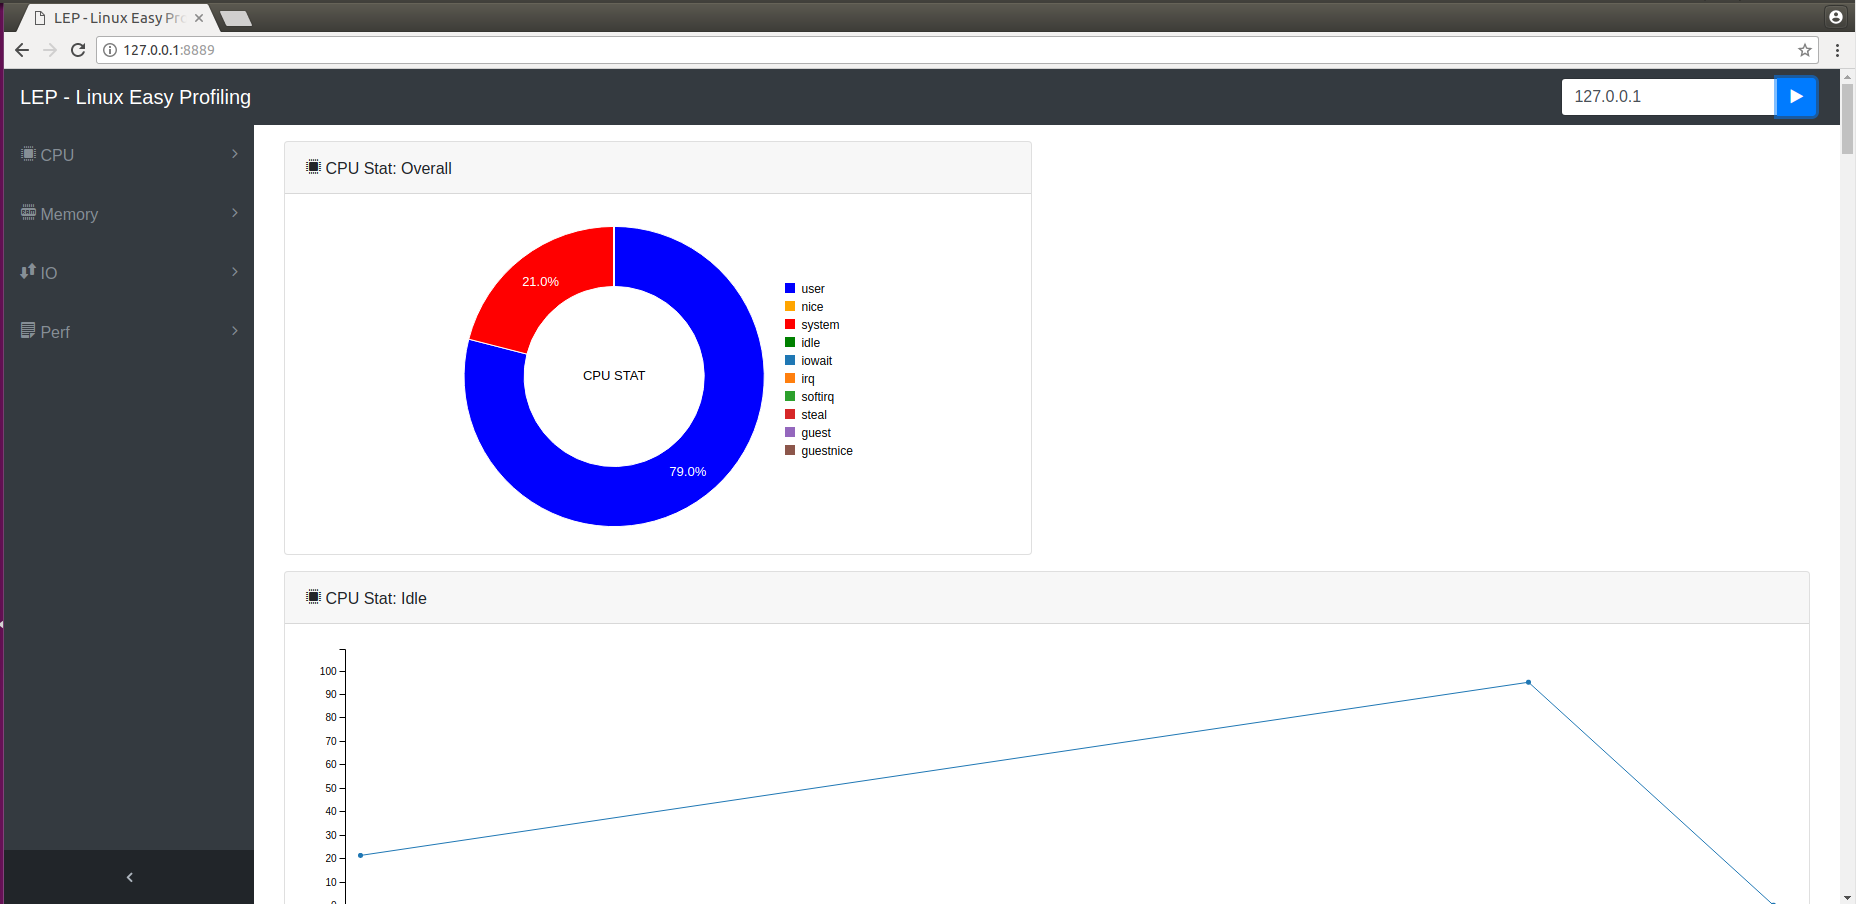 LEP - Linux Easy Pro
127.0.0.1:8889
LEP - Linux Easy Profiling
127.0.0.1
CPU
Memory
IO
Perf
CPU Stat: Overall
21.0%
79.0%
CPU STAT
user
nice
system
idle
iowait
irq
softirq
steal
guest
guestnice
CPU Stat: Idle
100
90
80
70
60
50
40
30
20
10
0